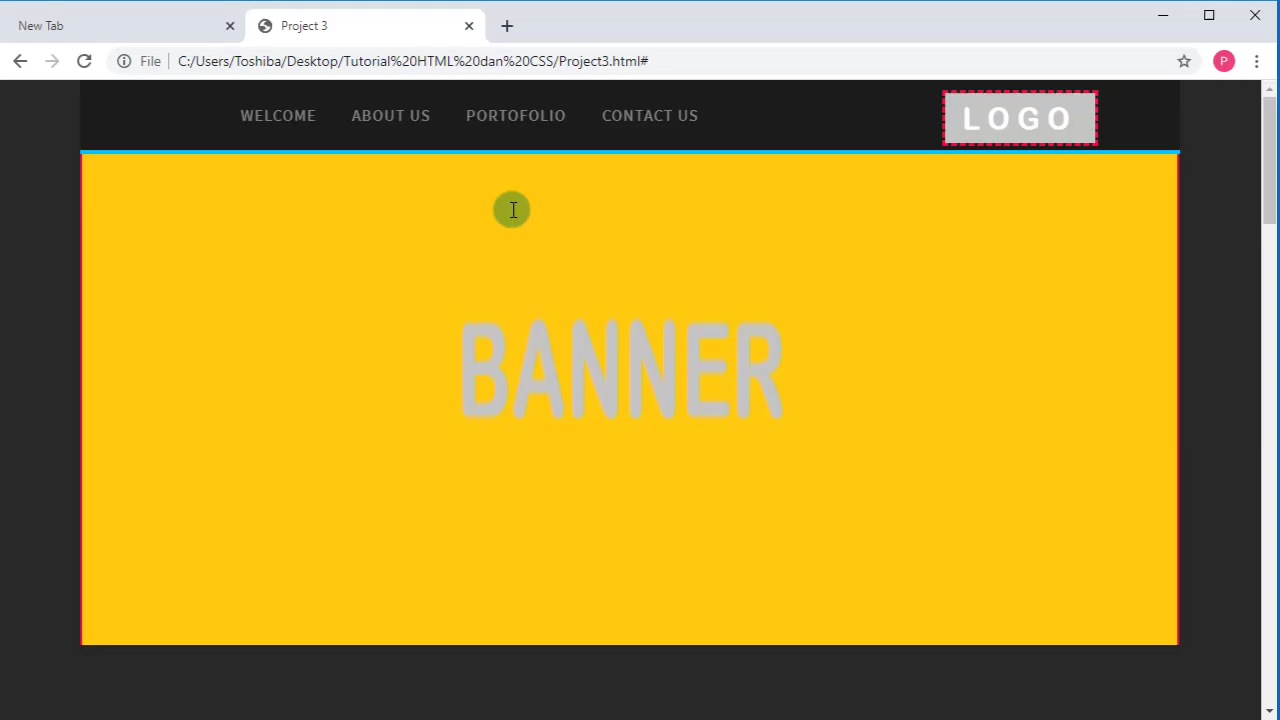 New Tab
Project 3
File
C:/Users/Toshiba/Desktop/Tutorial%20HTML%20dan%20CSS/Project3.html#
P
WELCOME ABOUT US PORTOFOLIO CONTACT US
LOGO
BANNER